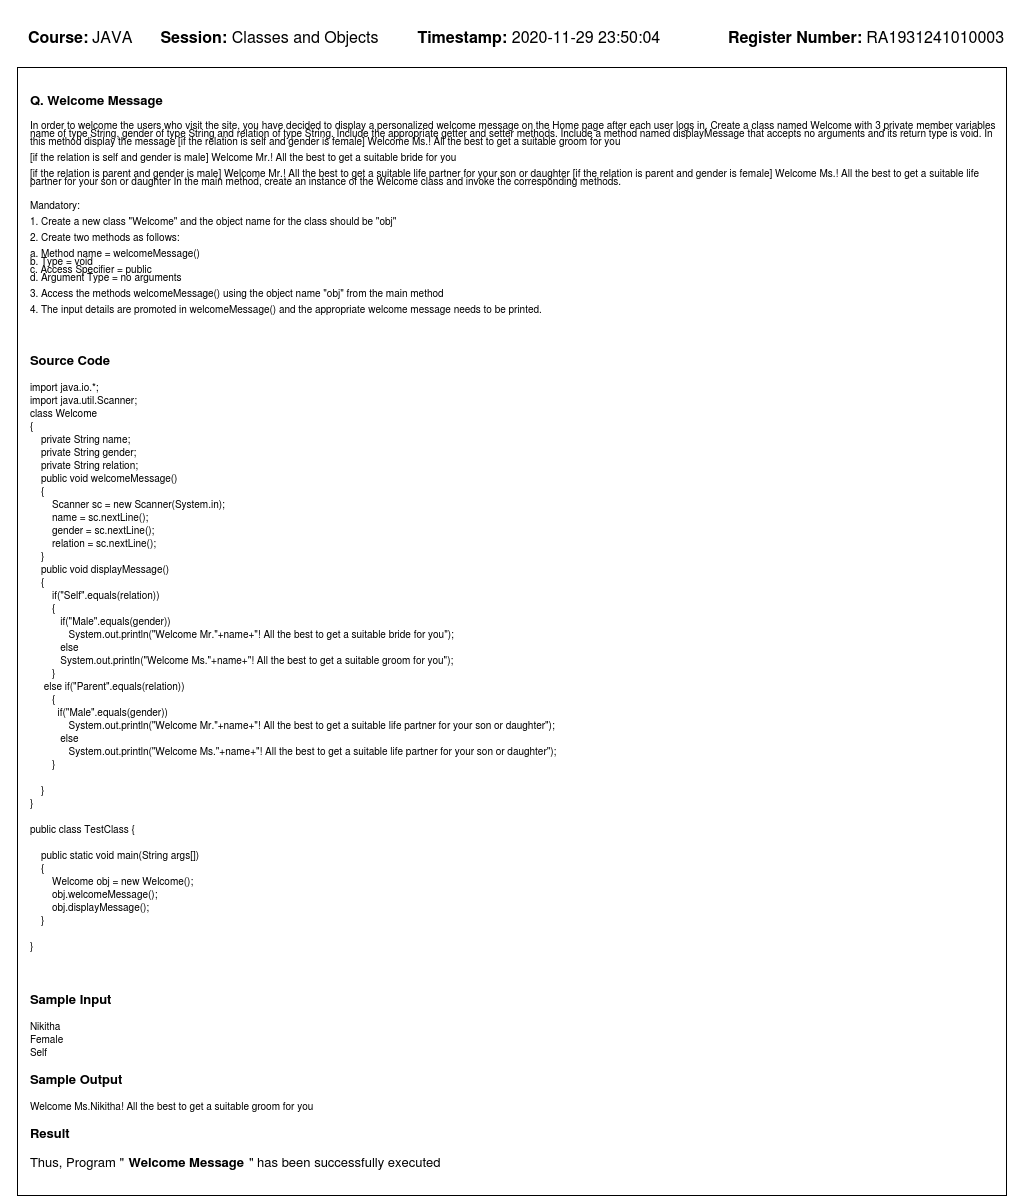 Course: JAVA Session: Classes and Objects Timestamp: 2020-11-29 23:50:04 Register Number: RA1931241010003
Q. Welcome Message
In order to welcome the users who visit the site, you have decided to display a personalized welcome message on the Home page after each user logs in. Create a class named Welcome with 3 private member variables
name of type String, gender of type String and relation of type String. Include the appropriate getter and setter methods. Include a method named displayMessage that accepts no arguments and its return type is void. In
this method display the message [if the relation is self and gender is female] Welcome Ms.! All the best to get a suitable groom for you
[if the relation is self and gender is male] Welcome Mr.! All the best to get a suitable bride for you
[if the relation is parent and gender is male] Welcome Mr.! All the best to get a suitable life partner for your son or daughter [if the relation is parent and gender is female] Welcome Ms.! All the best to get a suitable life
partner for your son or daughter In the main method, create an instance of the Welcome class and invoke the corresponding methods.
Mandatory:
1. Create a new class "Welcome" and the object name for the class should be "obj"
2. Create two methods as follows:
a. Method name = welcomeMessage()
b. Type = void
c. Access Specifier = public
d. Argument Type = no arguments
3. Access the methods welcomeMessage() using the object name "obj" from the main method
4. The input details are promoted in welcomeMessage() and the appropriate welcome message needs to be printed.
Source Code
import java.io.*;
import java.util.Scanner;
class Welcome
{
private String name;
private String gender;
private String relation;
public void welcomeMessage()
{
Scanner sc = new Scanner(System.in);
name = sc.nextLine();
gender = sc.nextLine();
relation = sc.nextLine();
}
public void displayMessage()
{
if("Self".equals(relation))
{
if("Male".equals(gender))
System.out.println("Welcome Mr."+name+"! All the best to get a suitable bride for you");
else
System.out.println("Welcome Ms."+name+"! All the best to get a suitable groom for you");
}
else if("Parent".equals(relation))
{
if("Male".equals(gender))
System.out.println("Welcome Mr."+name+"! All the best to get a suitable life partner for your son or daughter");
else
System.out.println("Welcome Ms."+name+"! All the best to get a suitable life partner for your son or daughter");
}
}
}
public class TestClass {
public static void main(String args[])
{
Welcome obj = new Welcome();
obj.welcomeMessage();
obj.displayMessage();
}
}
Sample Input
Nikitha
Female
Self
Sample Output
Welcome Ms.Nikitha! All the best to get a suitable groom for you
Result
Thus, Program " Welcome Message " has been successfully executed